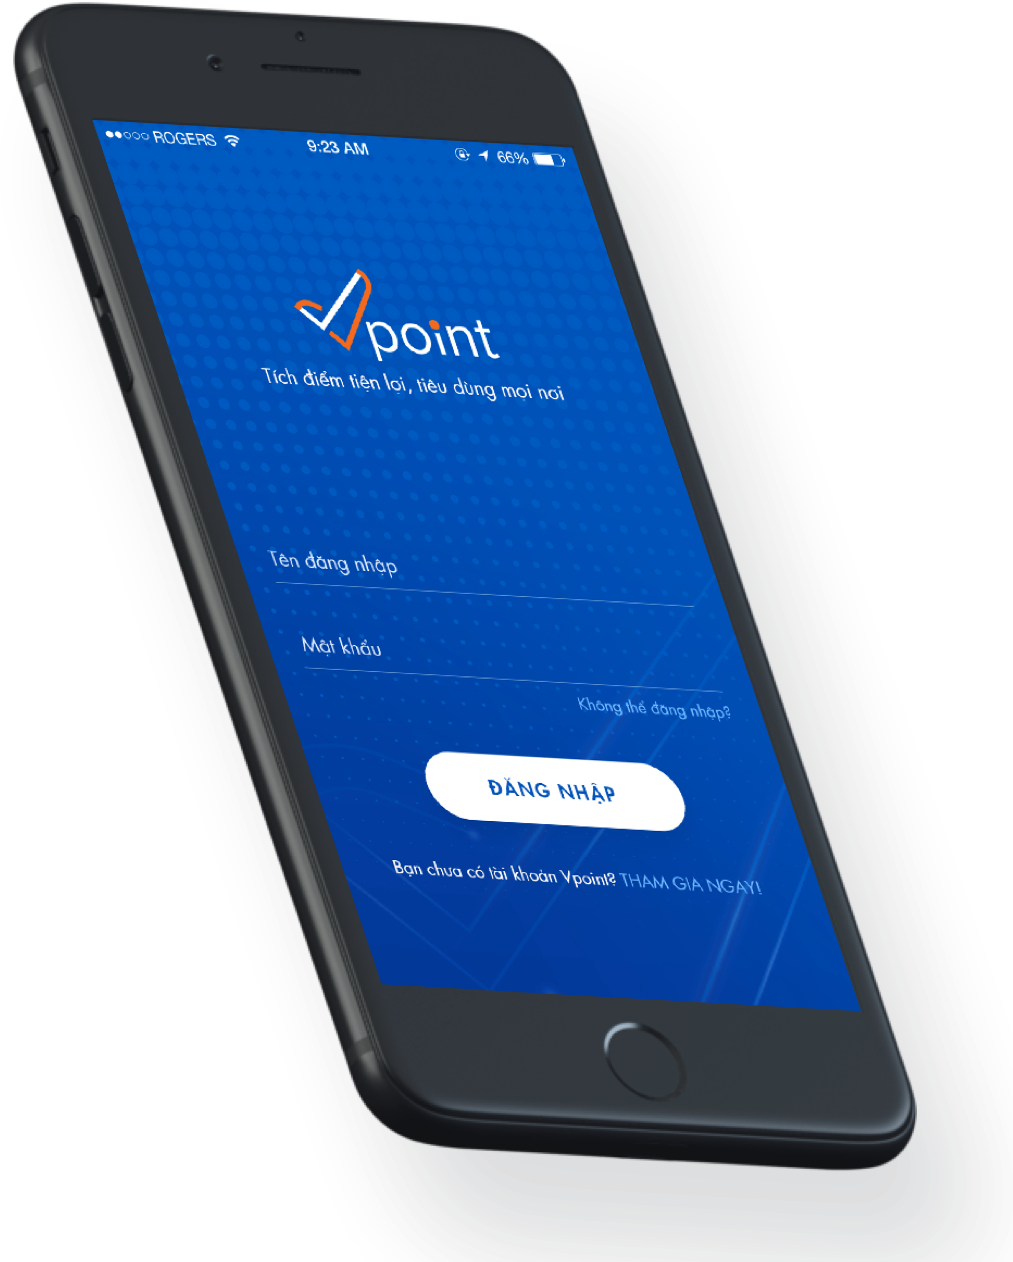 ROGERS 9:23 AM 66%
Vpoint
Tích điểm tiện lợi, tiêu dùng mọi nơi
Tên đăng nhập
Mật khẩu
Không thể đăng nhập?
ĐĂNG NHẬP
Bạn chưa có tài khoản Vpoint? THAM GIA NGAY!